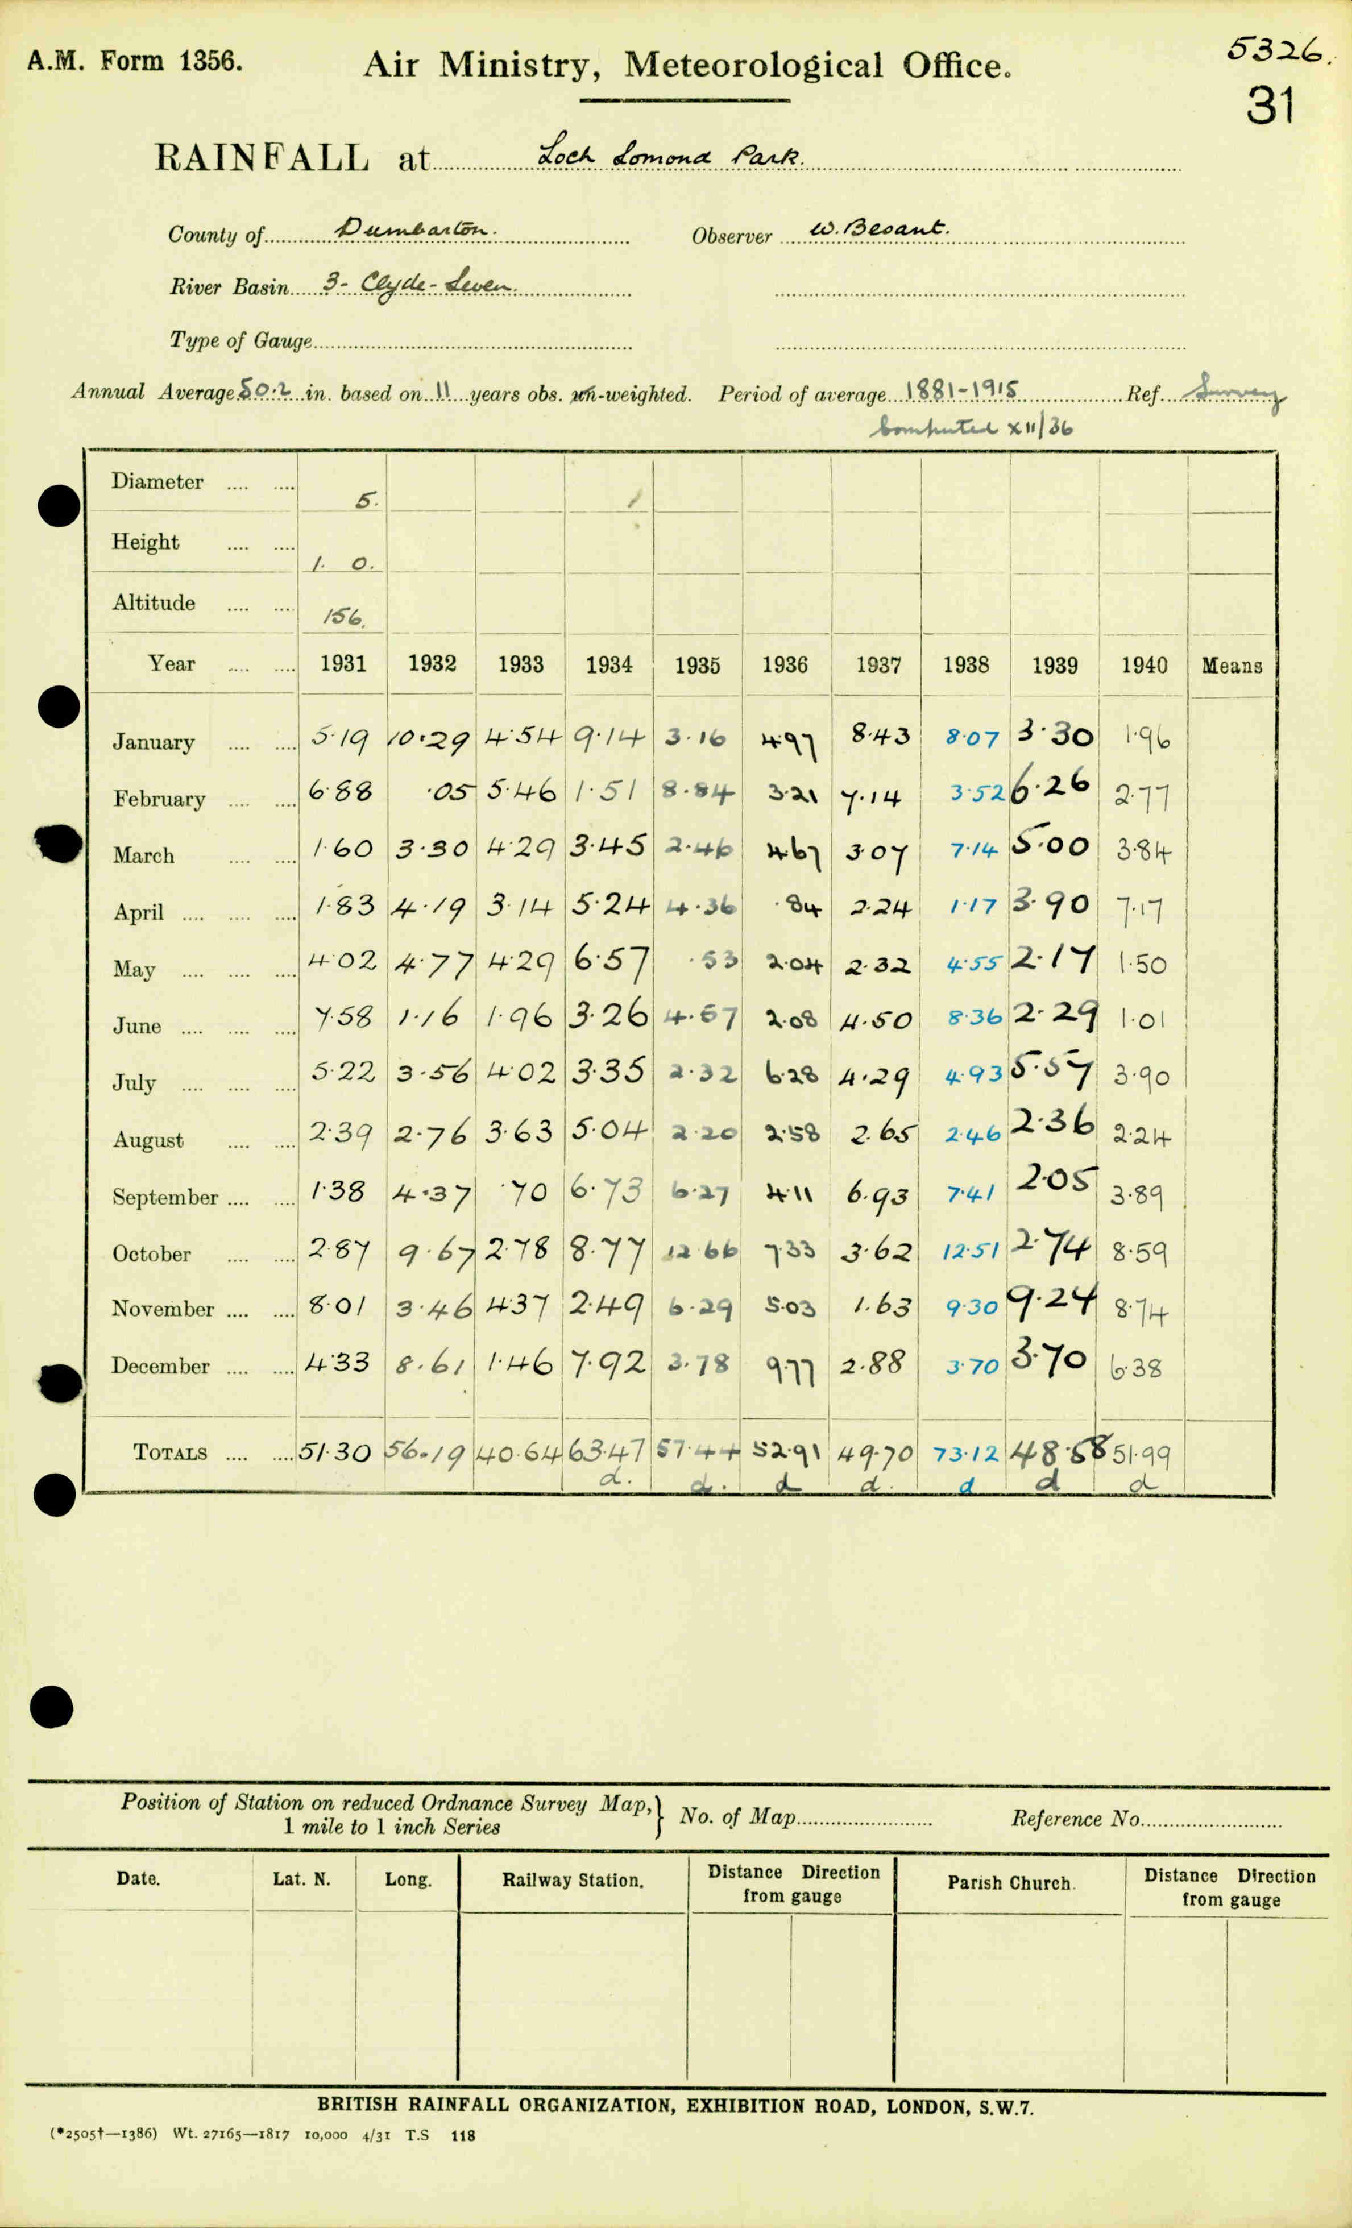 A.M. Form 1356. Air Ministry, Meteorological Office. 5326.
31
RAINFALL at Loch Lomond Park.
County of Dumbarton. Observer W. Besant.
River Basin 3- Clyde-Leven.
Type of Gauge
Annual Average 50.2 in. based on 11 years obs. un-weighted. Period of average 1881-1915 Ref. Survey
Computed XII/36
Diameter 5.
Height 1. 0.
Altitude 156.
Year 1931 1932 1933 1934 1935 1936 1937 1938 1939 1940 Means
January 5.19 10.29 4.54 9.14 3.16 4.97 8.43 8.07 3.30 1.96
February 6.88 .05 5.46 1.51 8.84 3.21 7.14 3.52 6.26 2.77
March 1.60 3.30 4.29 3.45 2.46 4.67 3.07 7.14 5.00 3.84
April 1.83 4.19 3.14 5.24 4.36 .84 2.24 1.17 3.90 7.17
May 4.02 4.77 4.29 6.57 .53 2.04 2.32 4.55 2.17 1.50
June 7.58 1.16 1.96 3.26 4.57 2.08 4.50 8.36 2.29 1.01
July 5.22 3.56 4.02 3.35 2.32 6.28 4.29 4.93 5.57 3.90
August 2.39 2.76 3.63 5.04 2.20 2.58 2.65 2.46 2.36 2.24
September 1.38 4.37 .70 6.73 6.27 4.11 6.93 7.41 2.05 3.89
October 2.87 9.67 2.78 8.77 12.66 7.33 3.62 12.51 2.74 8.59
November 8.01 3.46 4.37 2.49 6.29 5.03 1.63 9.30 9.24 8.74
December 4.33 8.61 1.46 7.92 3.78 9.77 2.88 3.70 3.70 6.38
TOTALS 51.30 56.19 40.64 63.47 57.44 52.91 49.70 73.12 48.58 51.99
d. d. d d. d d d
Position of Station on reduced Ordnance Survey Map, } No. of Map Reference No.
1 mile to 1 inch Series
Date. Lat. N. Long. Railway Station. Distance Direction from gauge Parish Church. Distance Direction from gauge
BRITISH RAINFALL ORGANIZATION, EXHIBITION ROAD, LONDON, S.W.7.
(*2505†—1386) Wt. 27165—1817 10,000 4/31 T.S 118